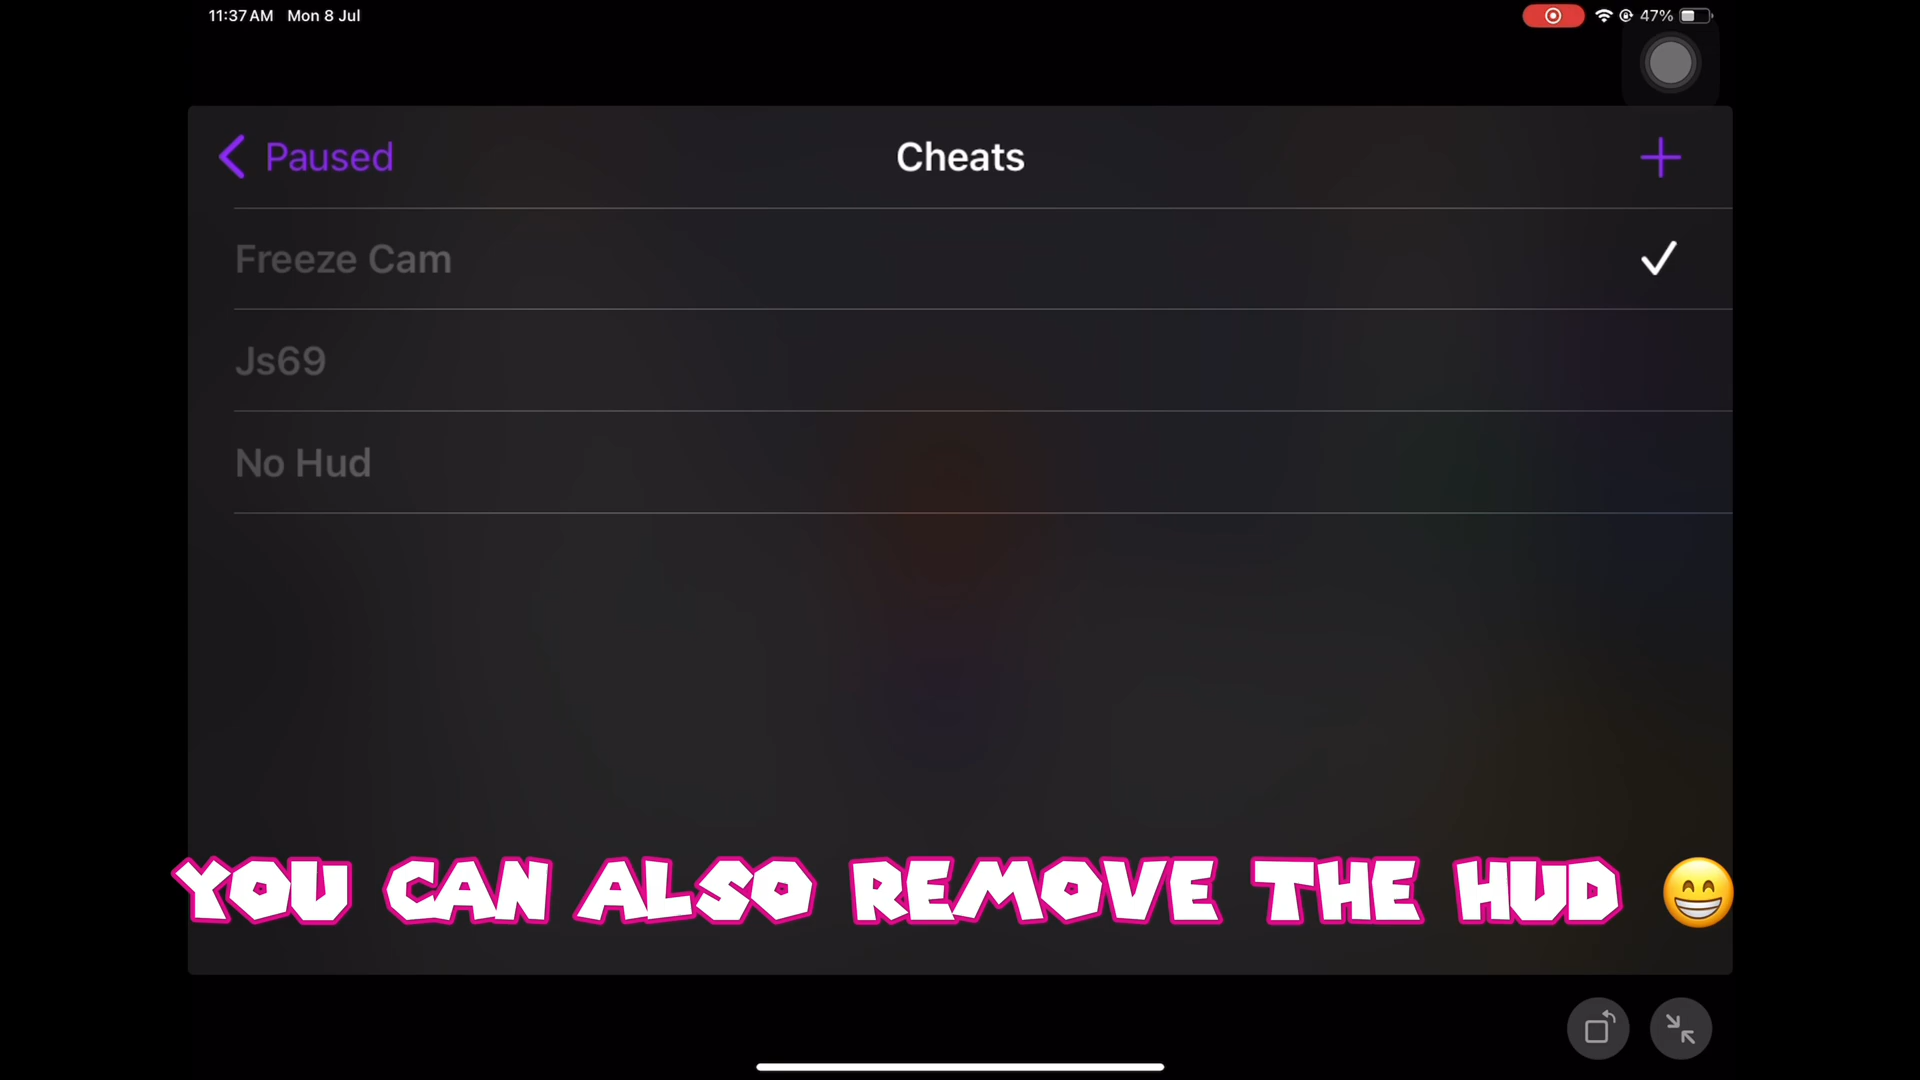 11:37 AM Mon 8 Jul 47%
Paused Cheats
Freeze Cam
Js69
No Hud
YOU CAN ALSO REMOVE THE HUD 😁